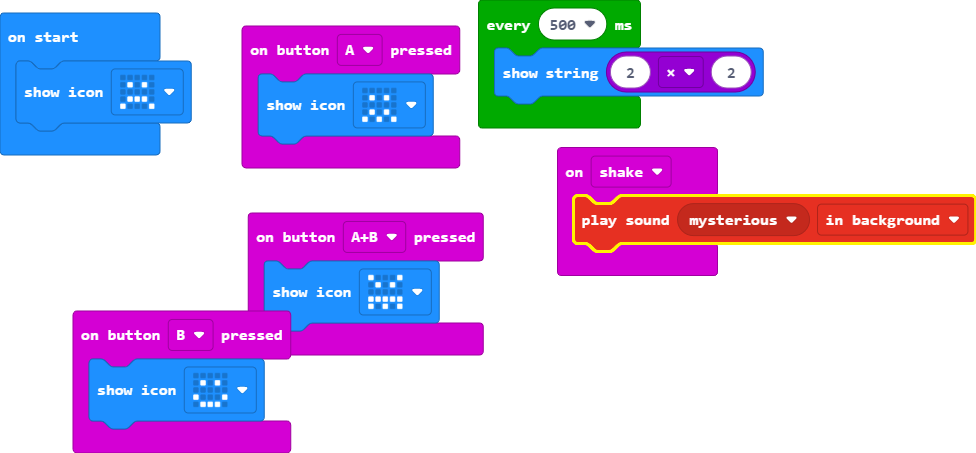 on start
show icon
on button A pressed
show icon
every 500 ms
show string 2 × 2
on shake
play sound mysterious in background
on button A+B pressed
show icon
on button B pressed
show icon